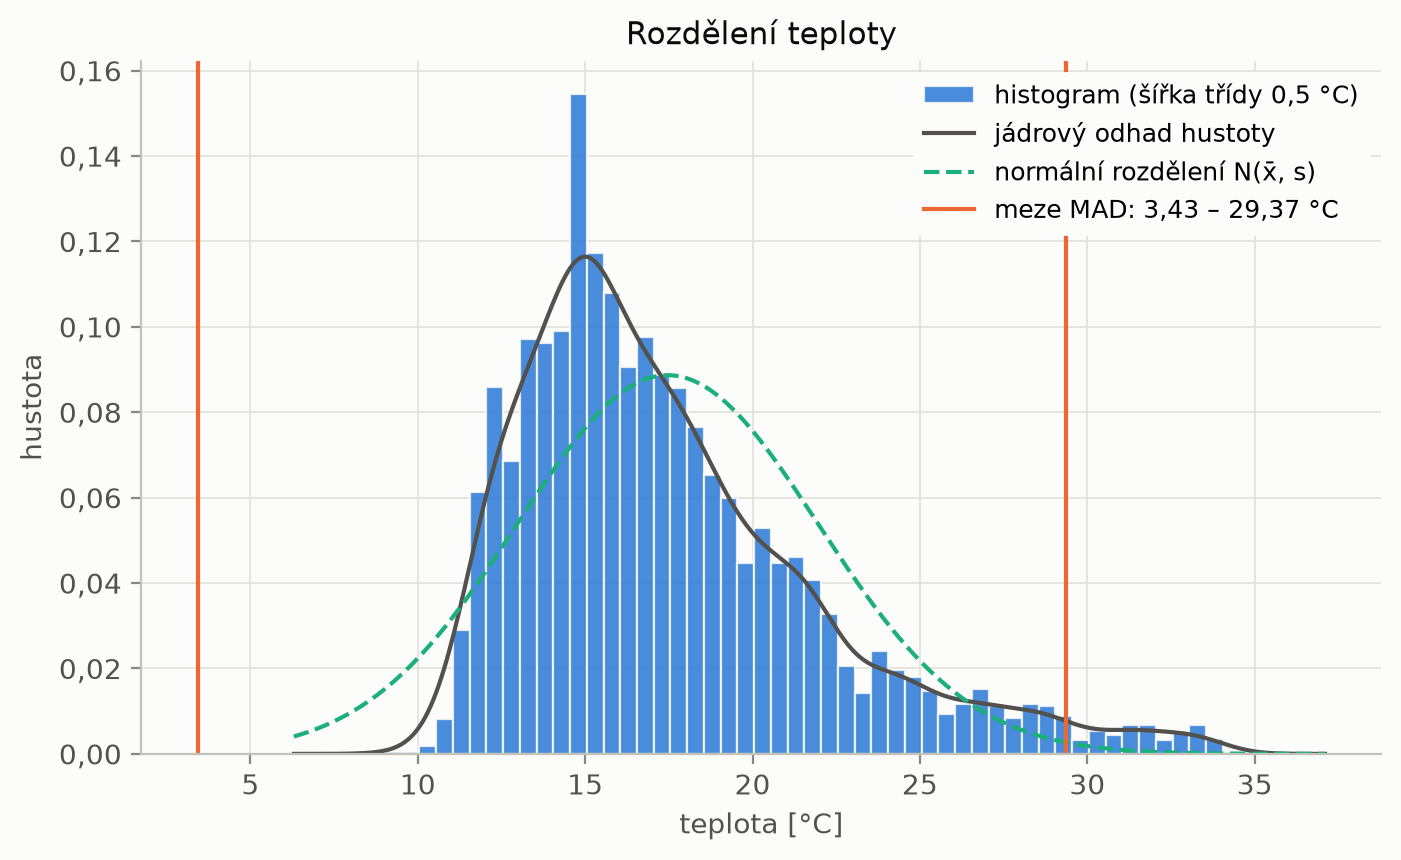 Rozdělení teploty
histogram (šířka třídy 0,5 °C)
jádrový odhad hustoty
normální rozdělení N(x̄, s)
meze MAD: 3,43 – 29,37 °C
hustota
0,16
0,14
0,12
0,10
0,08
0,06
0,04
0,02
0,00
5 10 15 20 25 30 35
teplota [°C]